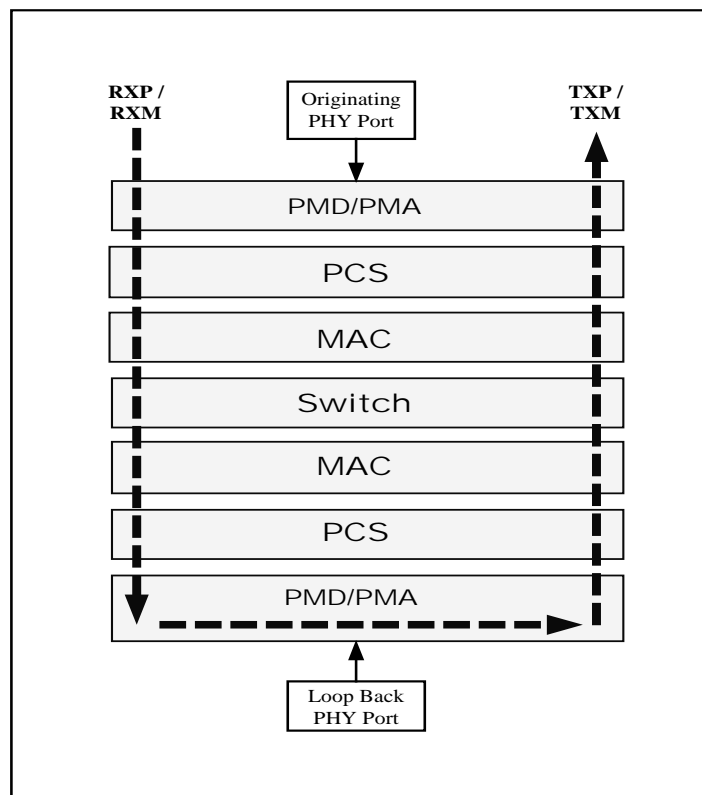 RXP /
RXM
Originating
PHY Port
TXP /
TXM
PMD/PMA
PCS
MAC
Switch
MAC
PCS
PMD/PMA
Loop Back
PHY Port